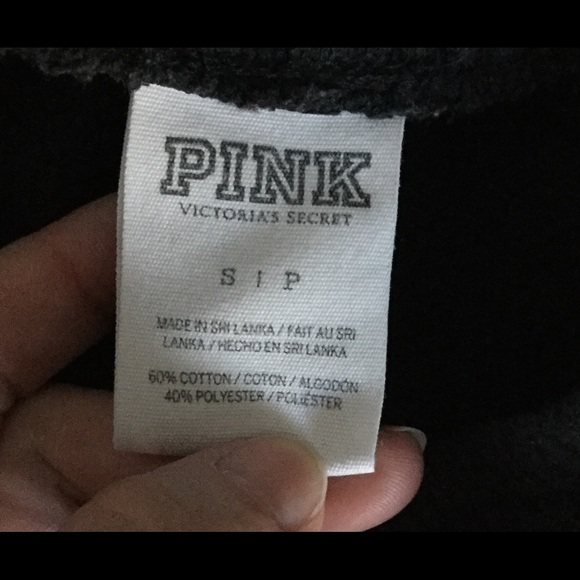 PINK
VICTORIA'S SECRET
S | P
MADE IN SRI LANKA / FAIT AU SRI
LANKA / HECHO EN SRI LANKA
60% COTTON / COTON / ALGODÓN
40% POLYESTER / POLIÉSTER